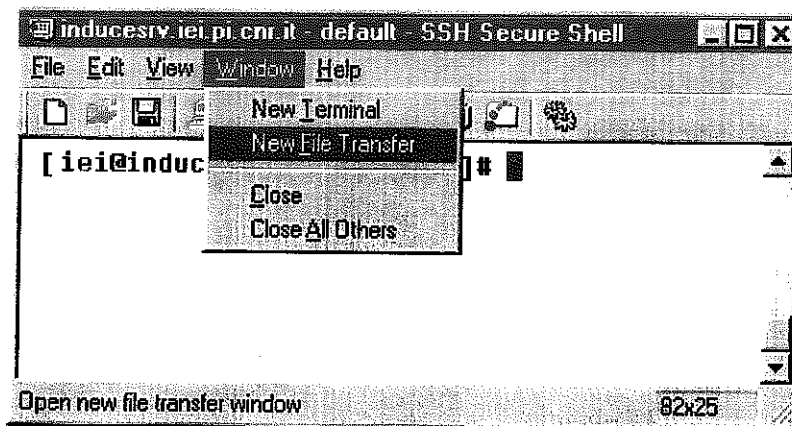 inducesrv.iei.pi.cnr.it - default - SSH Secure Shell
File Edit View Window Help
New Terminal
New File Transfer
[iei@induc ]#
Close
Close All Others
Open new file transfer window 82x25